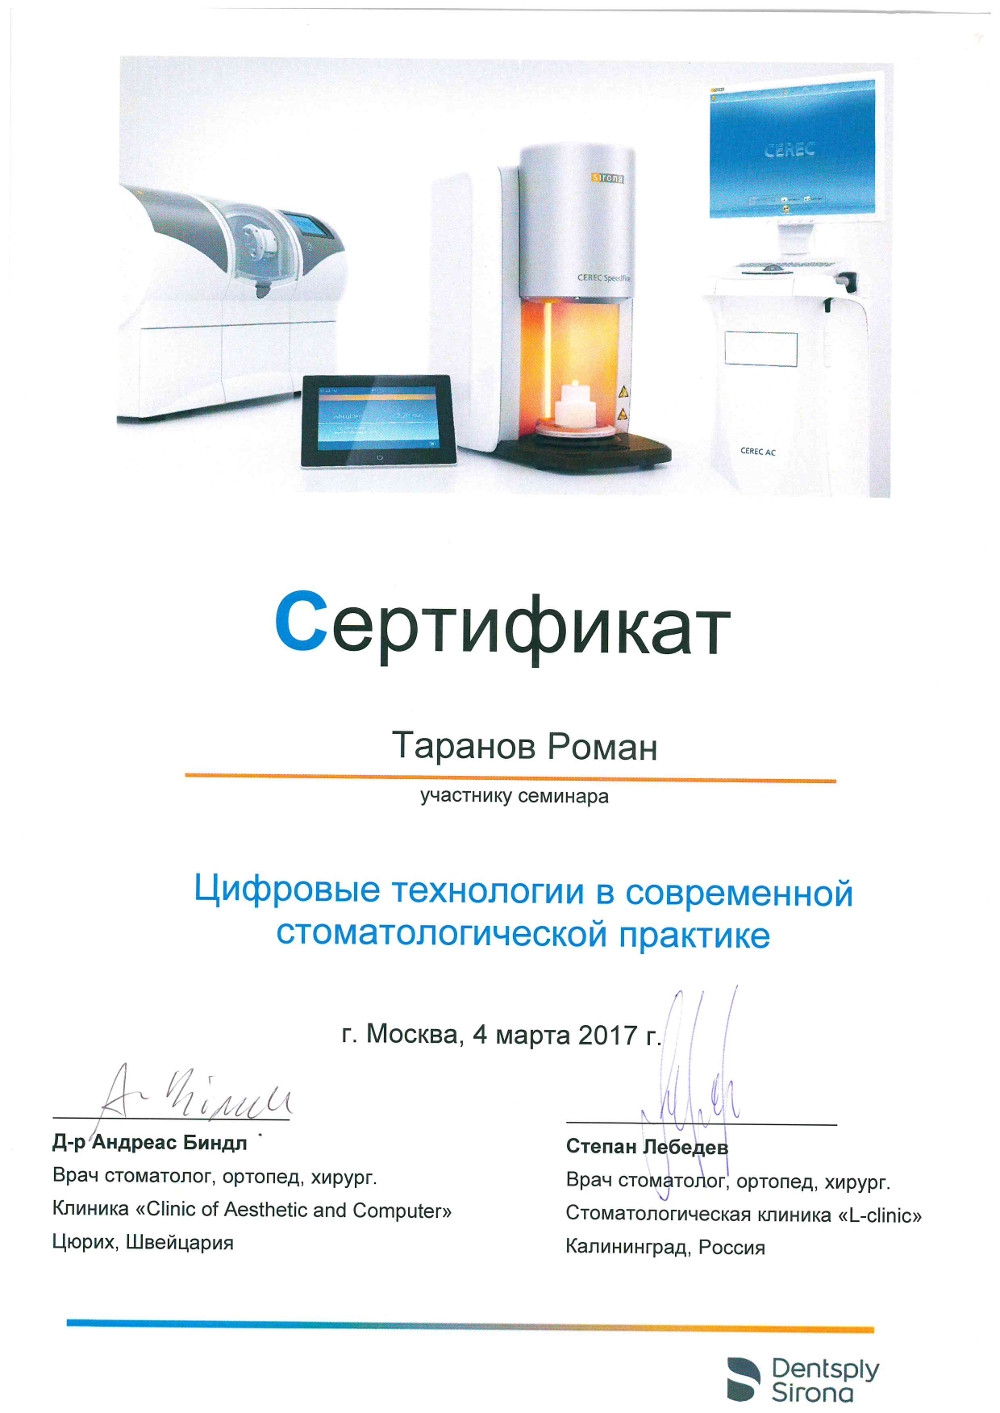 CEREC
sirona
CEREC SpeedFire
CEREC AC
Сертификат
Таранов Роман
участнику семинара
Цифровые технологии в современной
стоматологической практике
г. Москва, 4 марта 2017 г.
Д-р Андреас Биндл
Врач стоматолог, ортопед, хирург.
Клиника «Clinic of Aesthetic and Computer»
Цюрих, Швейцария
Степан Лебедев
Врач стоматолог, ортопед, хирург.
Стоматологическая клиника «L-clinic»
Калининград, Россия
Dentsply
Sirona